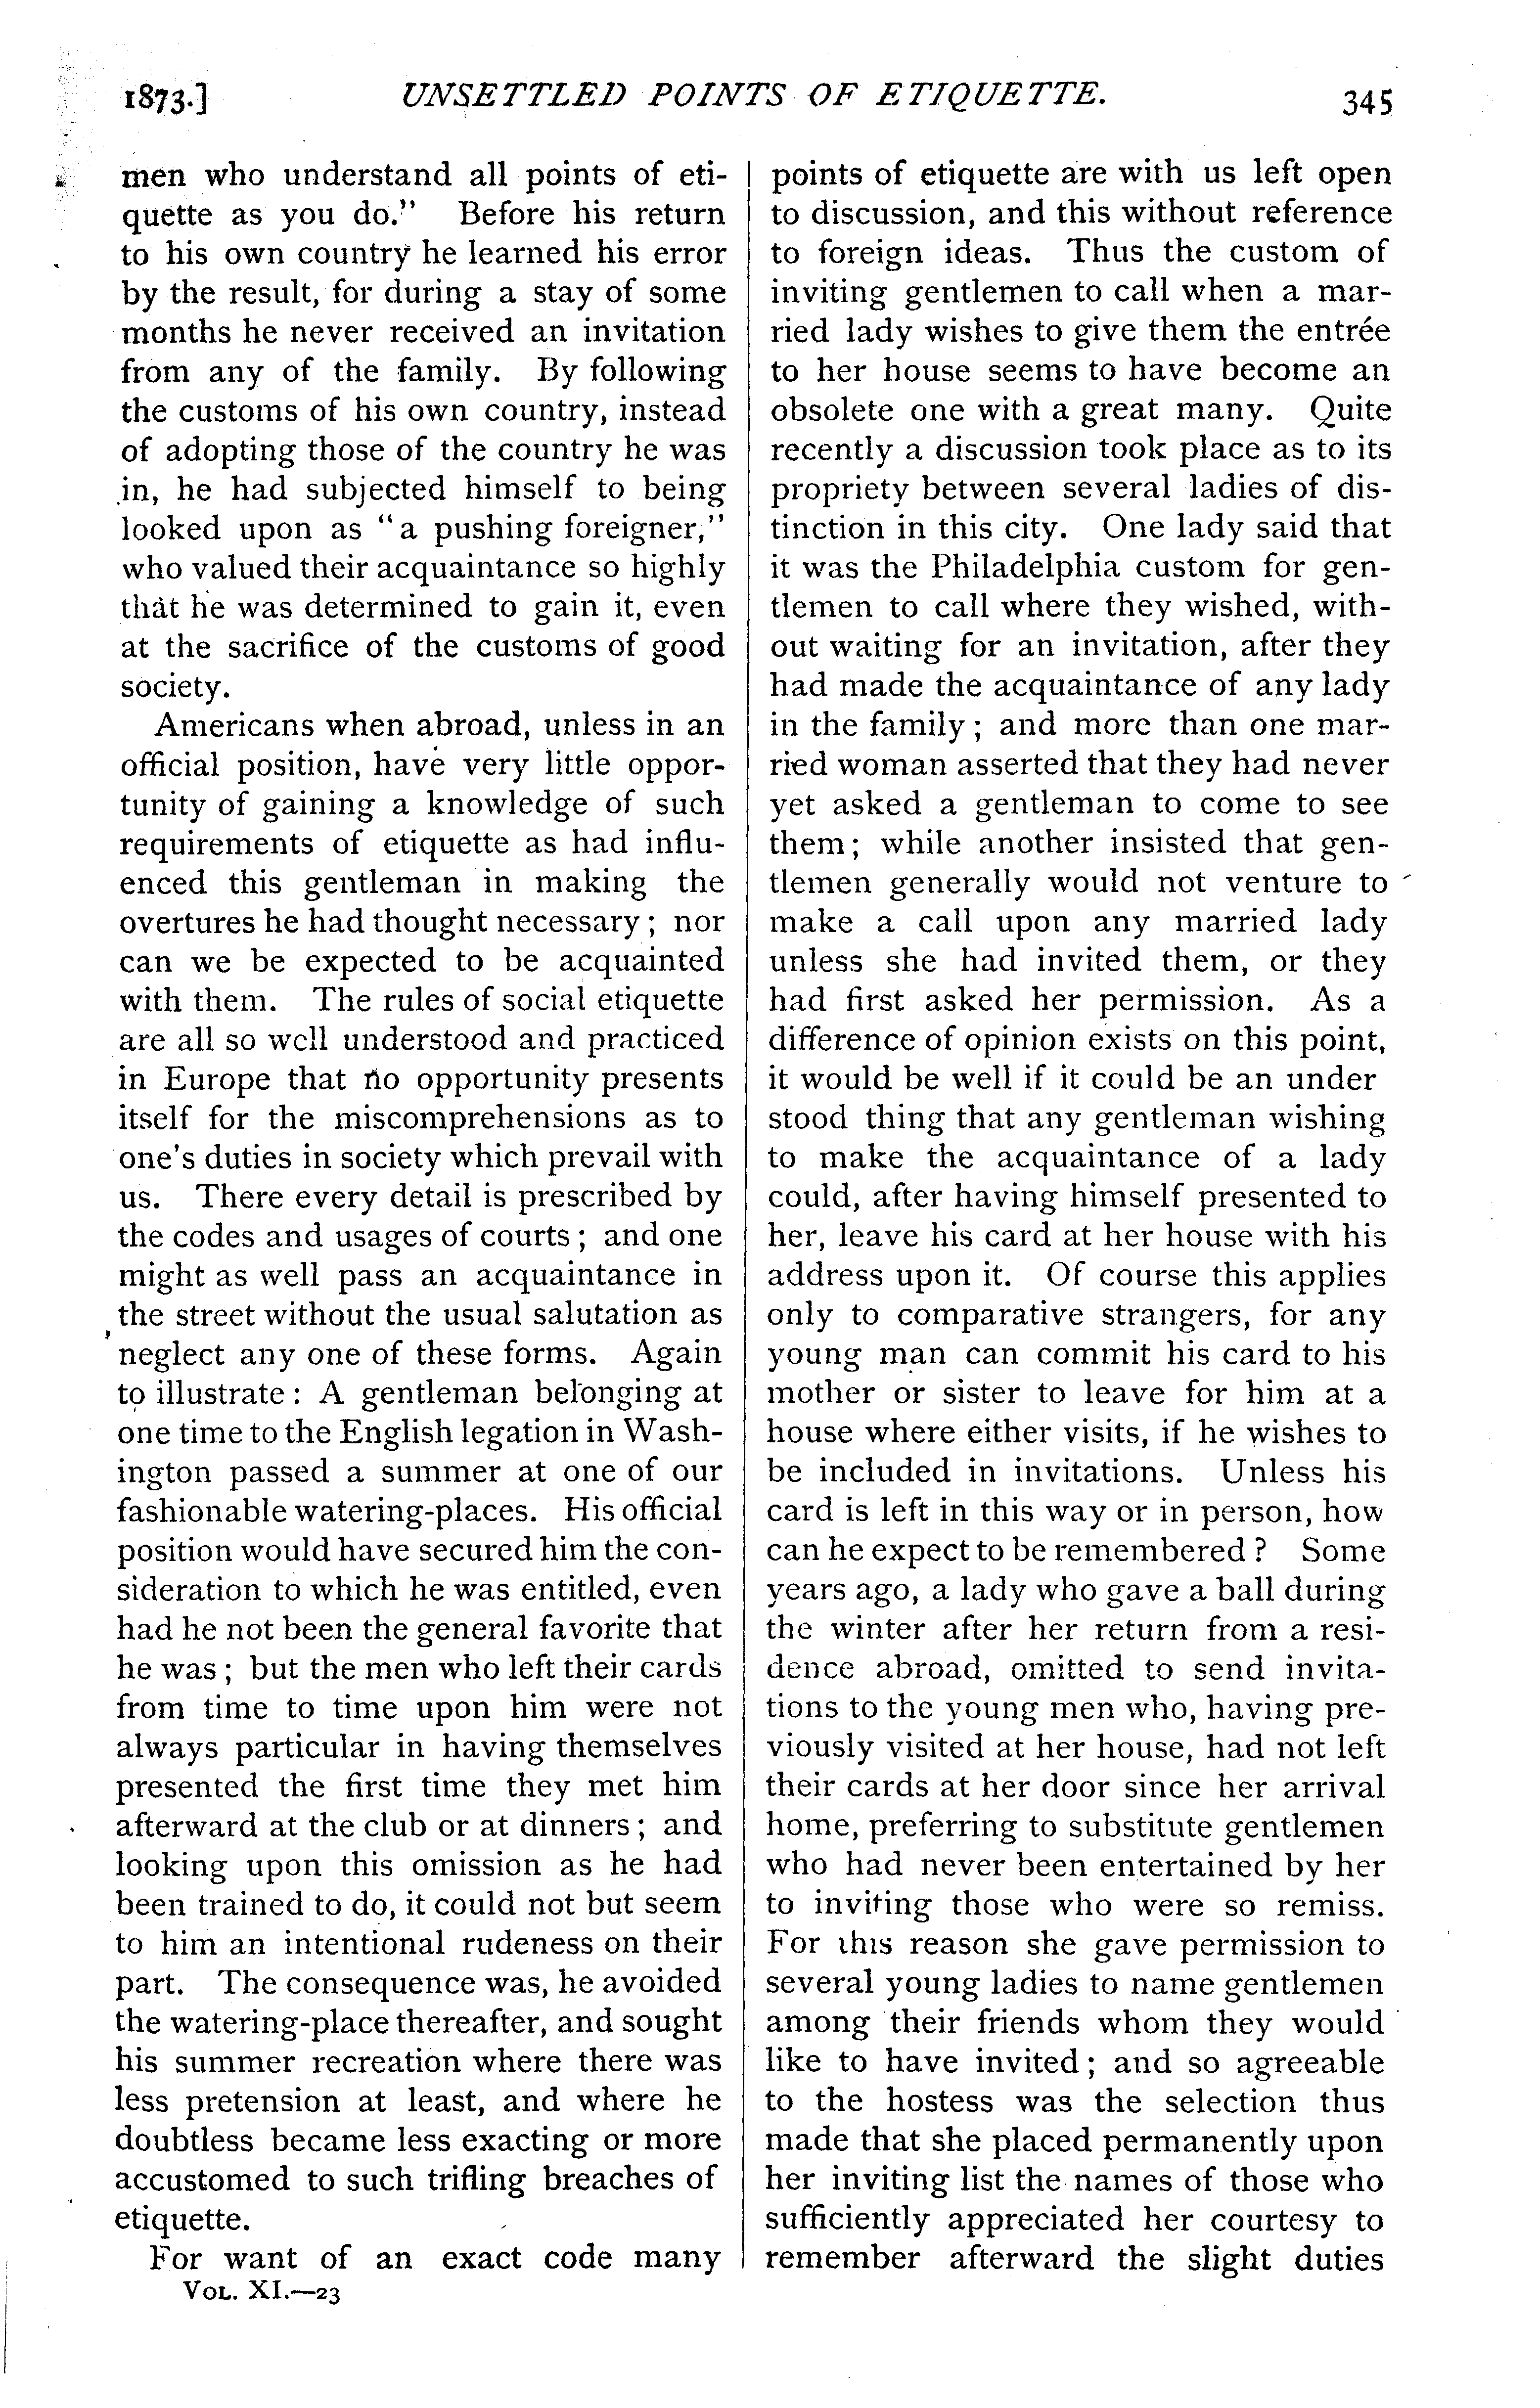 1873.] UNSETTLED POINTS OF ETIQUETTE. 345
men who understand all points of eti-
quette as you do." Before his return
to his own country he learned his error
by the result, for during a stay of some
months he never received an invitation
from any of the family. By following
the customs of his own country, instead
of adopting those of the country he was
in, he had subjected himself to being
looked upon as "a pushing foreigner,"
who valued their acquaintance so highly
that he was determined to gain it, even
at the sacrifice of the customs of good
society.
Americans when abroad, unless in an
official position, have very little oppor-
tunity of gaining a knowledge of such
requirements of etiquette as had influ-
enced this gentleman in making the
overtures he had thought necessary; nor
can we be expected to be acquainted
with them. The rules of social etiquette
are all so well understood and practiced
in Europe that no opportunity presents
itself for the miscomprehensions as to
one's duties in society which prevail with
us. There every detail is prescribed by
the codes and usages of courts; and one
might as well pass an acquaintance in
the street without the usual salutation as
neglect any one of these forms. Again
to illustrate: A gentleman belonging at
one time to the English legation in Wash-
ington passed a summer at one of our
fashionable watering-places. His official
position would have secured him the con-
sideration to which he was entitled, even
had he not been the general favorite that
he was; but the men who left their cards
from time to time upon him were not
always particular in having themselves
presented the first time they met him
afterward at the club or at dinners; and
looking upon this omission as he had
been trained to do, it could not but seem
to him an intentional rudeness on their
part. The consequence was, he avoided
the watering-place thereafter, and sought
his summer recreation where there was
less pretension at least, and where he
doubtless became less exacting or more
accustomed to such trifling breaches of
etiquette.
For want of an exact code many
VOL. XI.—23
points of etiquette are with us left open
to discussion, and this without reference
to foreign ideas. Thus the custom of
inviting gentlemen to call when a mar-
ried lady wishes to give them the entrée
to her house seems to have become an
obsolete one with a great many. Quite
recently a discussion took place as to its
propriety between several ladies of dis-
tinction in this city. One lady said that
it was the Philadelphia custom for gen-
tlemen to call where they wished, with-
out waiting for an invitation, after they
had made the acquaintance of any lady
in the family; and more than one mar-
ried woman asserted that they had never
yet asked a gentleman to come to see
them; while another insisted that gen-
tlemen generally would not venture to
make a call upon any married lady
unless she had invited them, or they
had first asked her permission. As a
difference of opinion exists on this point,
it would be well if it could be an under
stood thing that any gentleman wishing
to make the acquaintance of a lady
could, after having himself presented to
her, leave his card at her house with his
address upon it. Of course this applies
only to comparative strangers, for any
young man can commit his card to his
mother or sister to leave for him at a
house where either visits, if he wishes to
be included in invitations. Unless his
card is left in this way or in person, how
can he expect to be remembered? Some
years ago, a lady who gave a ball during
the winter after her return from a resi-
dence abroad, omitted to send invita-
tions to the young men who, having pre-
viously visited at her house, had not left
their cards at her door since her arrival
home, preferring to substitute gentlemen
who had never been entertained by her
to inviting those who were so remiss.
For this reason she gave permission to
several young ladies to name gentlemen
among their friends whom they would
like to have invited; and so agreeable
to the hostess was the selection thus
made that she placed permanently upon
her inviting list the names of those who
sufficiently appreciated her courtesy to
remember afterward the slight duties